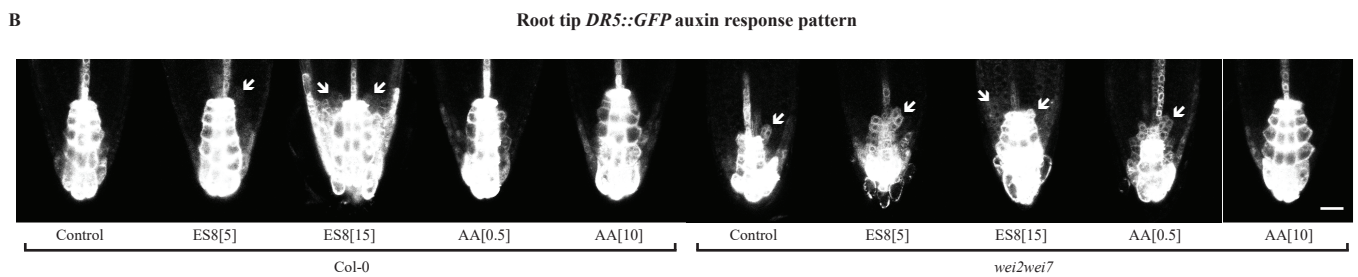 B
Root tip DR5::GFP auxin response pattern
Control ES8[5] ES8[15] AA[0.5] AA[10] Control ES8[5] ES8[15] AA[0.5] AA[10]
Col-0 wei2wei7